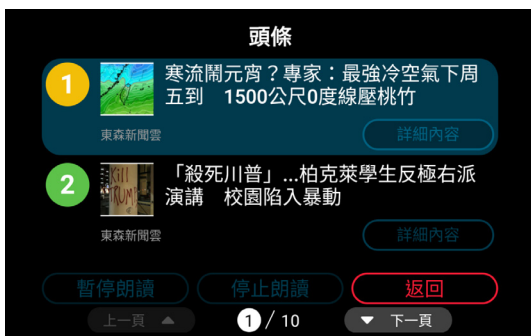 頭條
1
寒流鬧元宵？專家：最強冷空氣下周
五到　1500公尺0度線壓桃竹
東森新聞雲
詳細內容
2
Kill
TRUMP
「殺死川普」...柏克萊學生反極右派
演講　校園陷入暴動
東森新聞雲
詳細內容
暫停朗讀
停止朗讀
返回
上一頁 ▲
1 / 10
▼ 下一頁